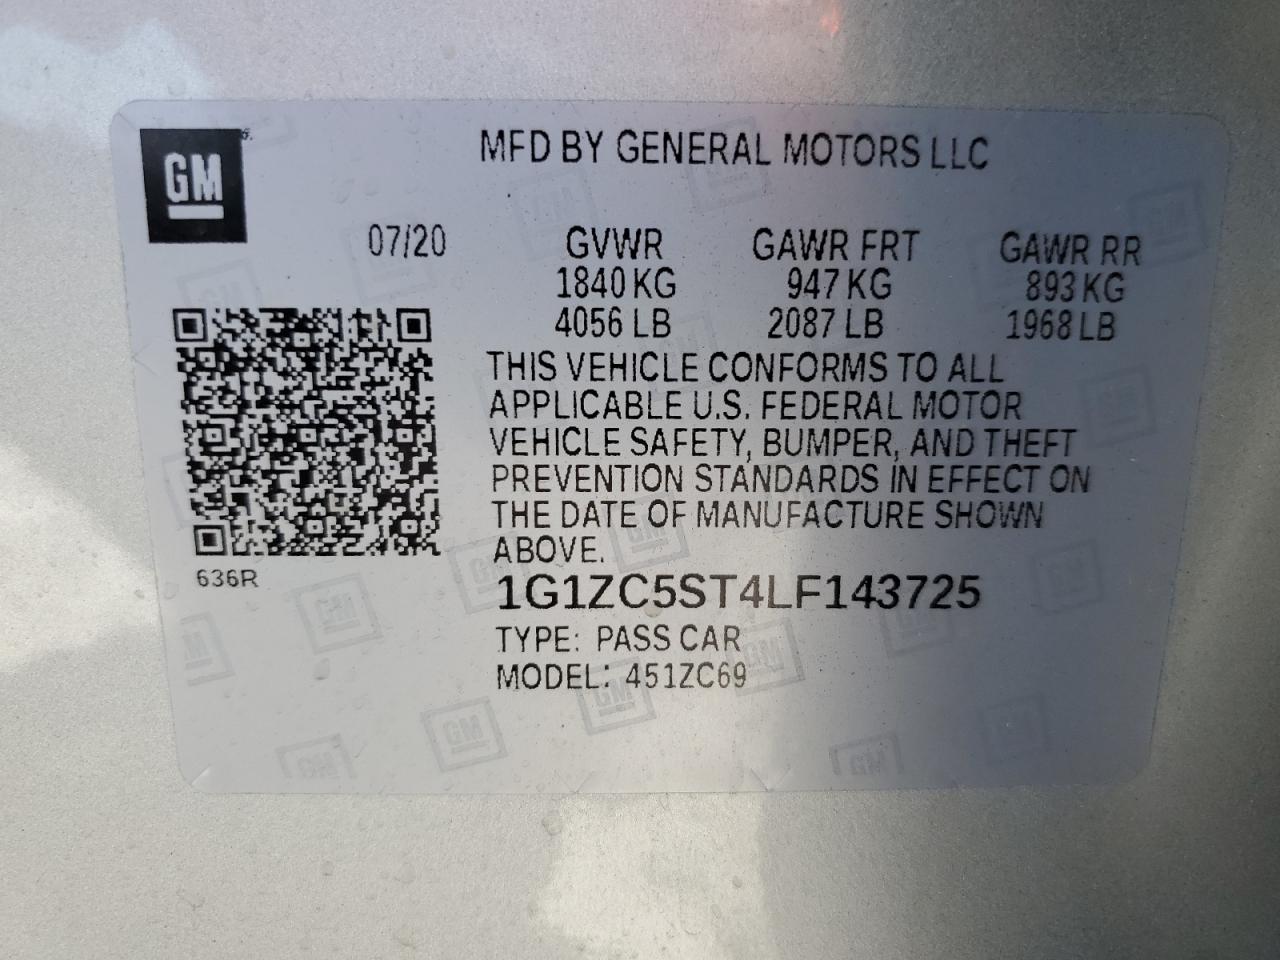 GM
MFD BY GENERAL MOTORS LLC
07/20 GVWR GAWR FRT GAWR RR
1840 KG 947 KG 893 KG
4056 LB 2087 LB 1968 LB
THIS VEHICLE CONFORMS TO ALL
APPLICABLE U.S. FEDERAL MOTOR
VEHICLE SAFETY, BUMPER, AND THEFT
PREVENTION STANDARDS IN EFFECT ON
THE DATE OF MANUFACTURE SHOWN
ABOVE.
636R
1G1ZC5ST4LF143725
TYPE: PASS CAR
MODEL: 451ZC69